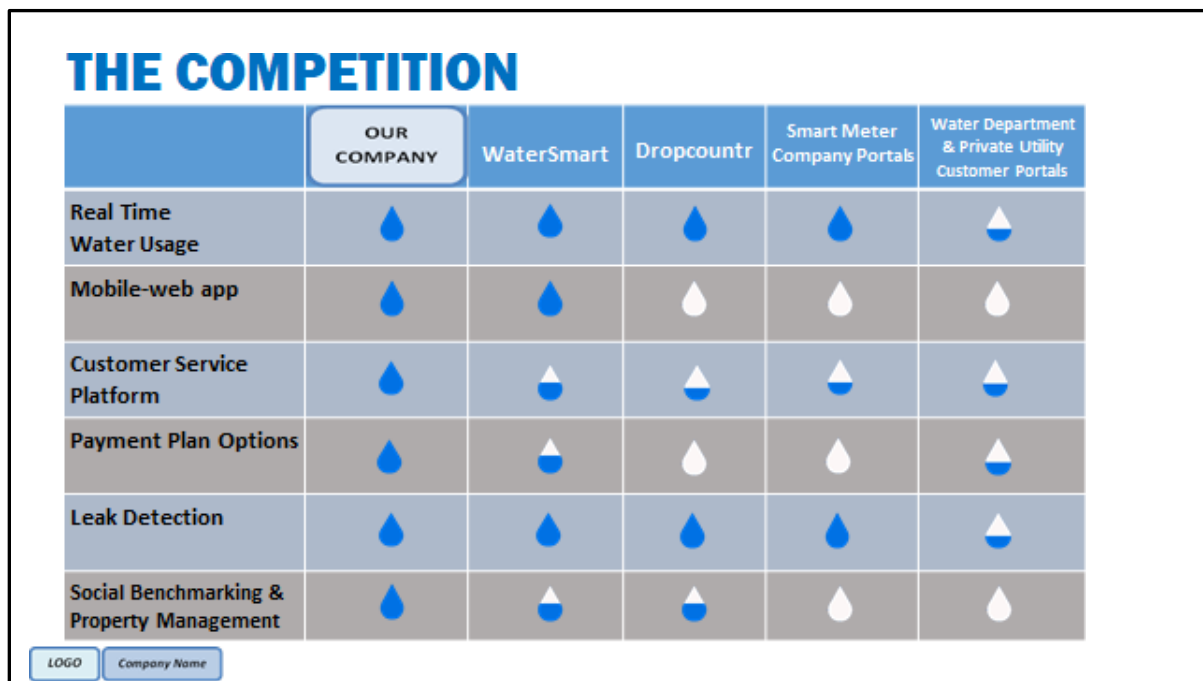 THE COMPETITION
OUR
COMPANY
WaterSmart
Dropcountr
Smart Meter
Company Portals
Water Department
& Private Utility
Customer Portals
Real Time
Water Usage
Mobile-web app
Customer Service
Platform
Payment Plan Options
Leak Detection
Social Benchmarking &
Property Management
LOGO
Company Name